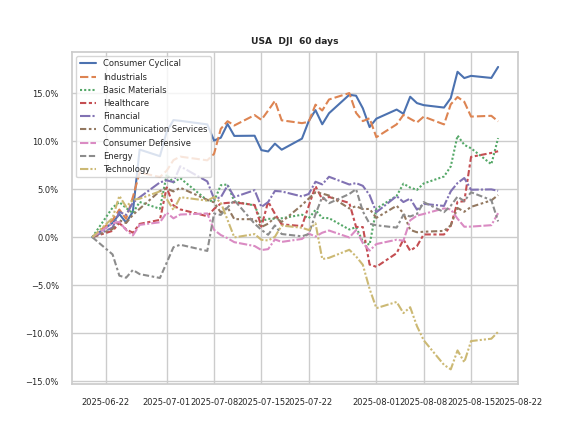 USA  DJI  60 days
Consumer Cyclical
Industrials
Basic Materials
Healthcare
Financial
Communication Services
Consumer Defensive
Energy
Technology
15.0%
10.0%
5.0%
0.0%
−5.0%
−10.0%
−15.0%
2025-06-22 2025-07-01 2025-07-08 2025-07-15 2025-07-22 2025-08-01 2025-08-08 2025-08-15 2025-08-22